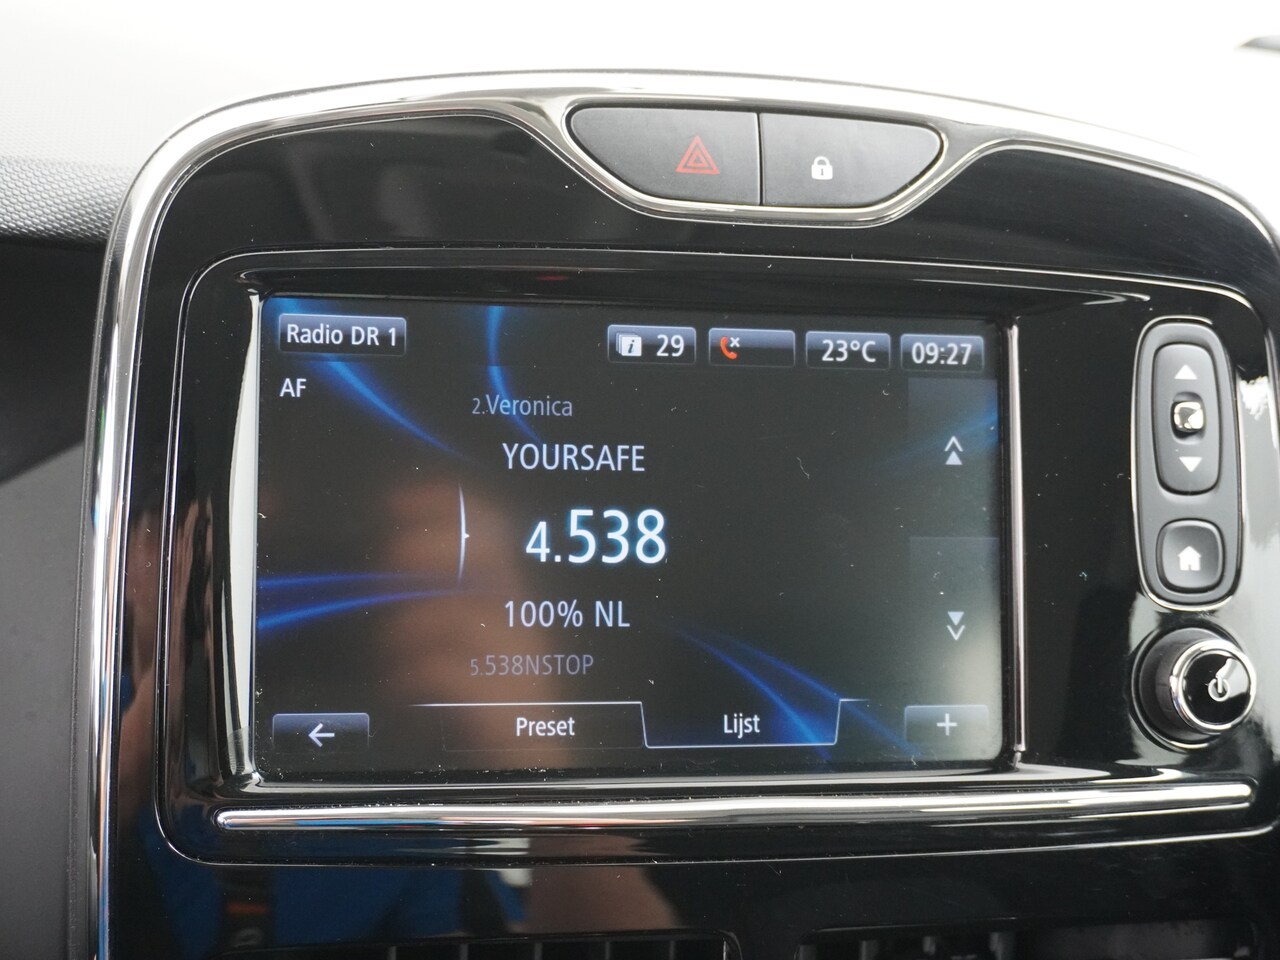 Radio DR 1
29
23°C
09:27
AF
2.Veronica
YOURSAFE
4.538
100% NL
5.538NSTOP
Preset
Lijst
+